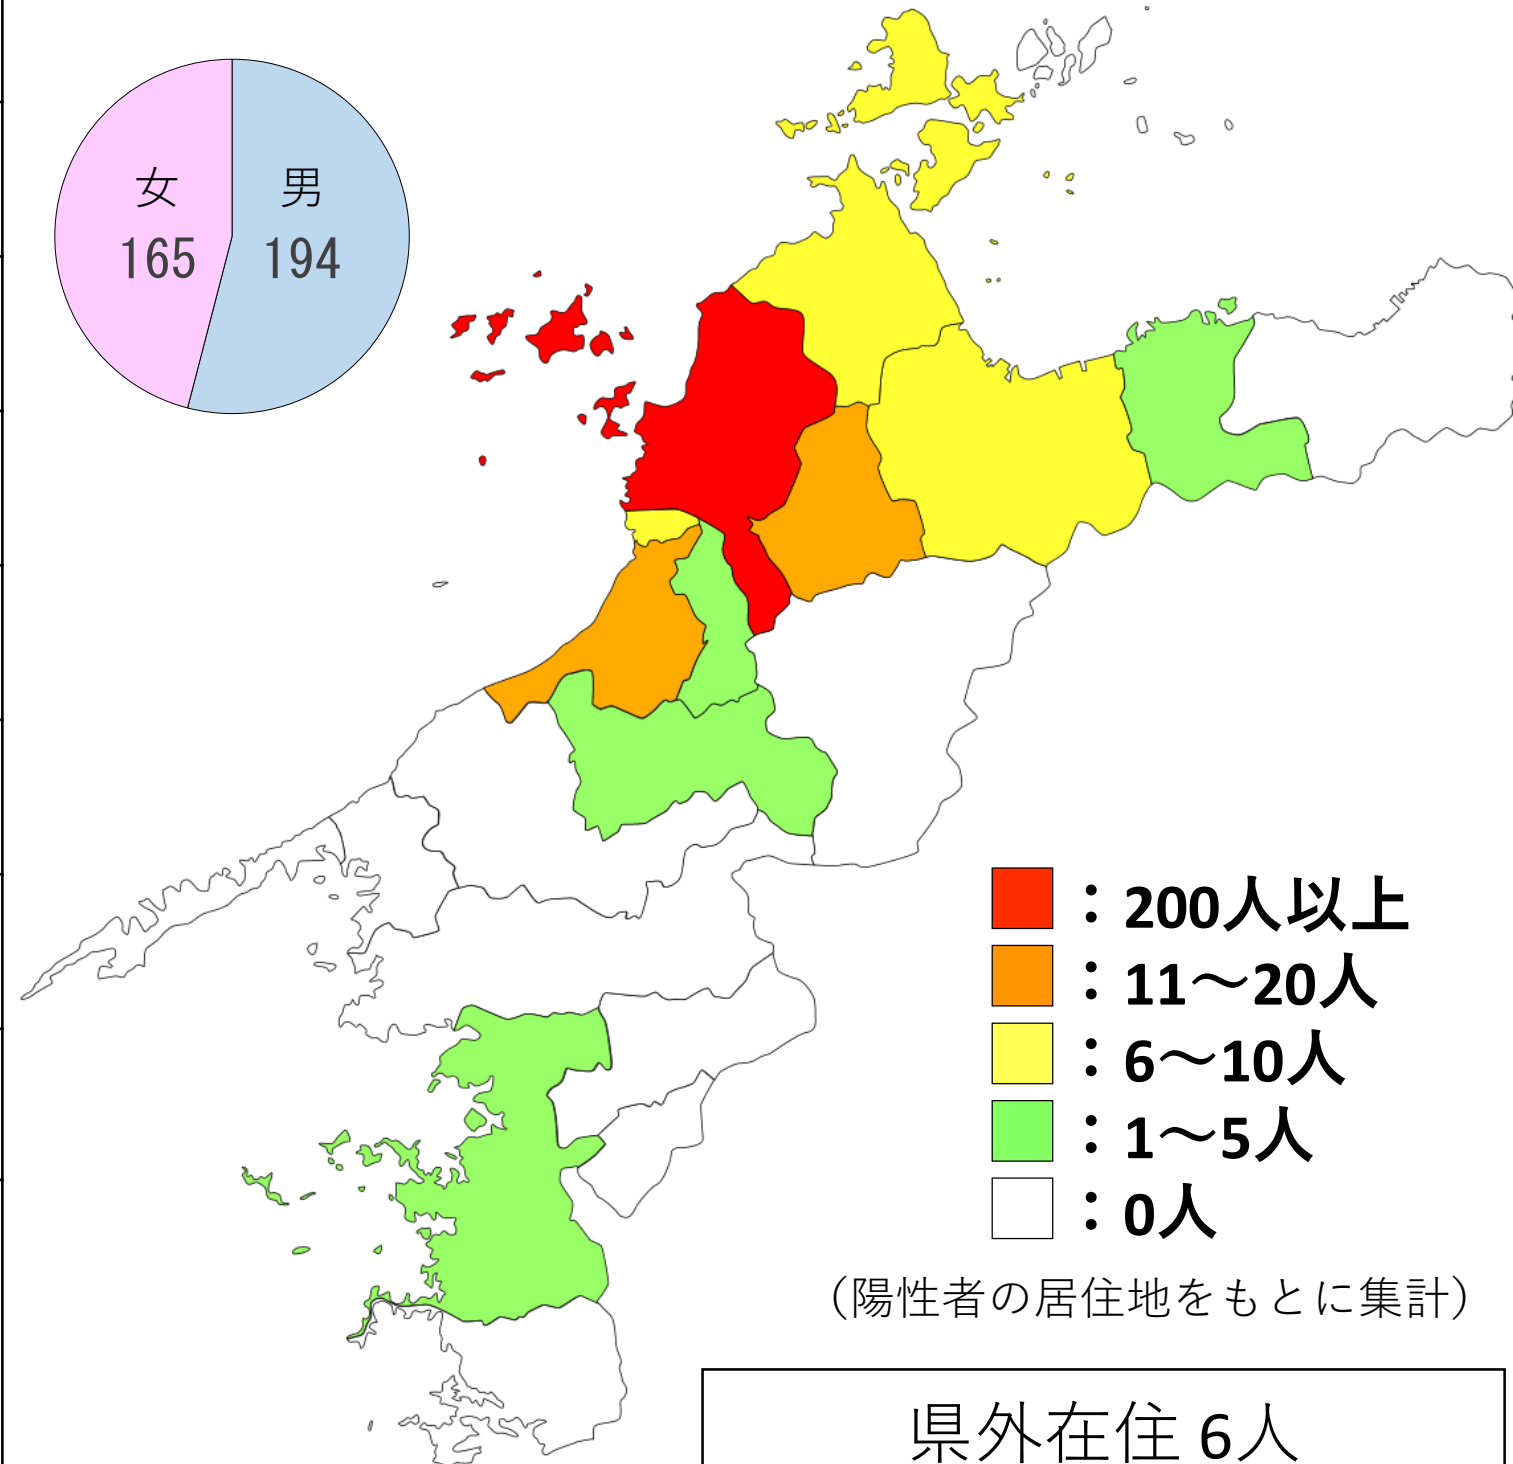 女
165
男
194
：200人以上
：11～20人
：6～10人
：1～5人
：0人
（陽性者の居住地をもとに集計）
県外在住 6人